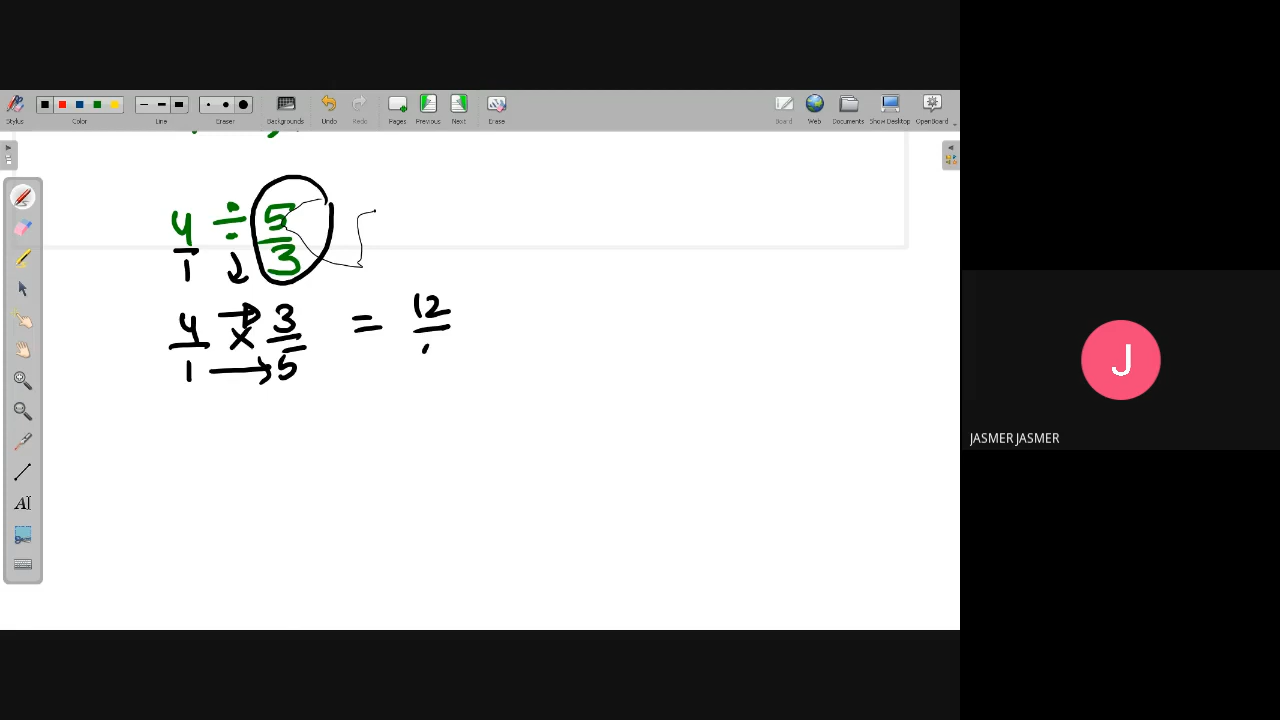 Stylus Color Line Eraser Backgrounds Undo Redo Pages Previous Next Erase Board Web Documents Show Desktop OpenBoard
4/1 ÷ 5/3
4/1 × 3/5 = 12/
JASMER JASMER
J
AI